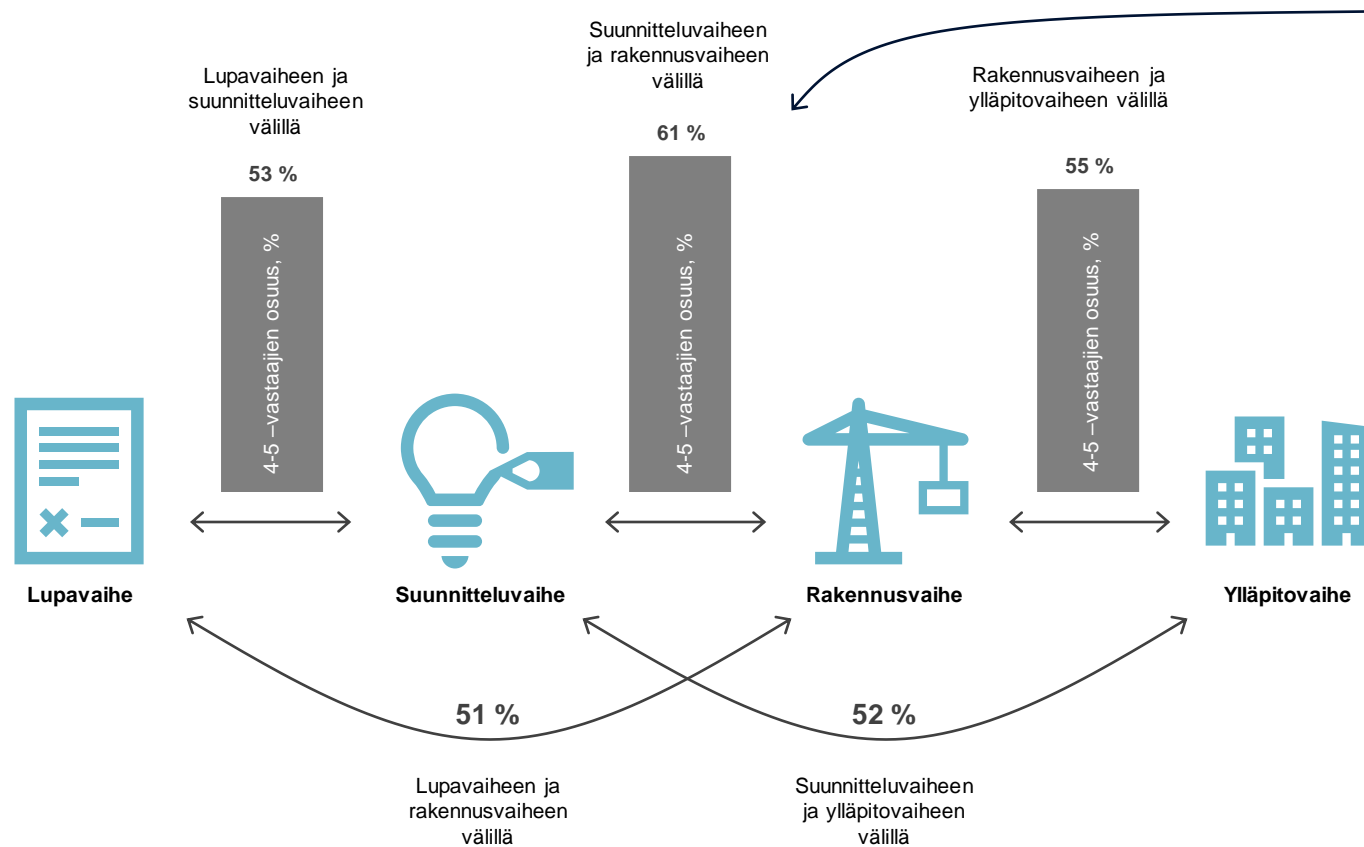 Suunnitteluvaiheen
ja rakennusvaiheen
välillä
Lupavaiheen ja
suunnitteluvaiheen
välillä
Rakennusvaiheen ja
ylläpitovaiheen välillä
53 %
61 %
55 %
4-5 –vastaajien osuus, %
4-5 –vastaajien osuus, %
4-5 –vastaajien osuus, %
Lupavaihe
Suunnitteluvaihe
Rakennusvaihe
Ylläpitovaihe
51 %
52 %
Lupavaiheen ja
rakennusvaiheen
välillä
Suunnitteluvaiheen
ja ylläpitovaiheen
välillä